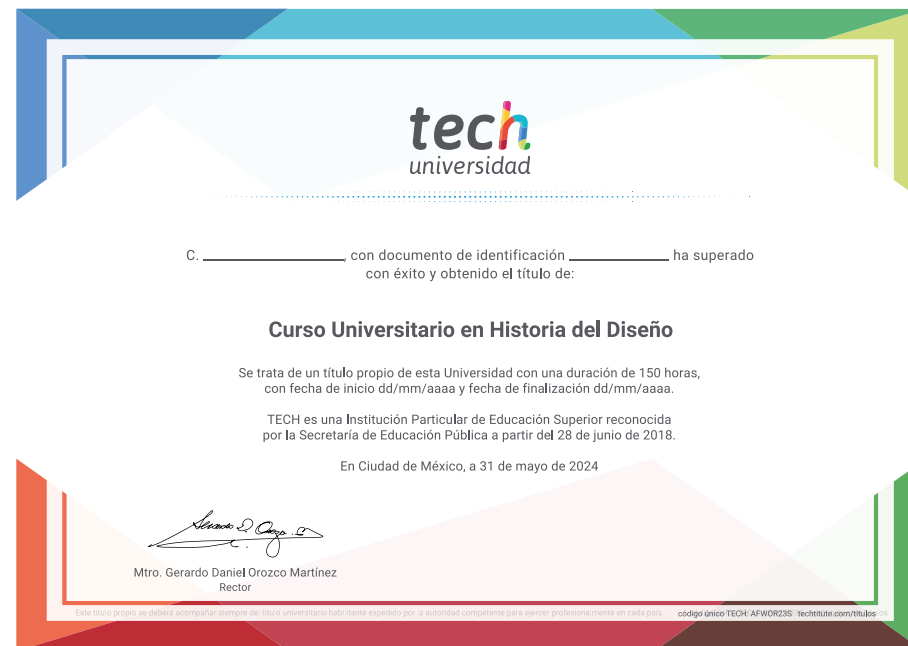 tech
universidad
C. ____________, con documento de identificación ____________ ha superado
con éxito y obtenido el título de:
Curso Universitario en Historia del Diseño
Se trata de un título propio de esta Universidad con una duración de 150 horas,
con fecha de inicio dd/mm/aaaa y fecha de finalización dd/mm/aaaa.
TECH es una Institución Particular de Educación Superior reconocida
por la Secretaría de Educación Pública a partir del 28 de junio de 2018.
En Ciudad de México, a 31 de mayo de 2024
Mtro. Gerardo Daniel Orozco Martínez
Rector
Este título propio se deberá acompañar siempre del título universitario habilitante expedido por la autoridad competente para ejercer profesionalmente en cada país. código único TECH: AFWOR23S techtitute.com/titulos